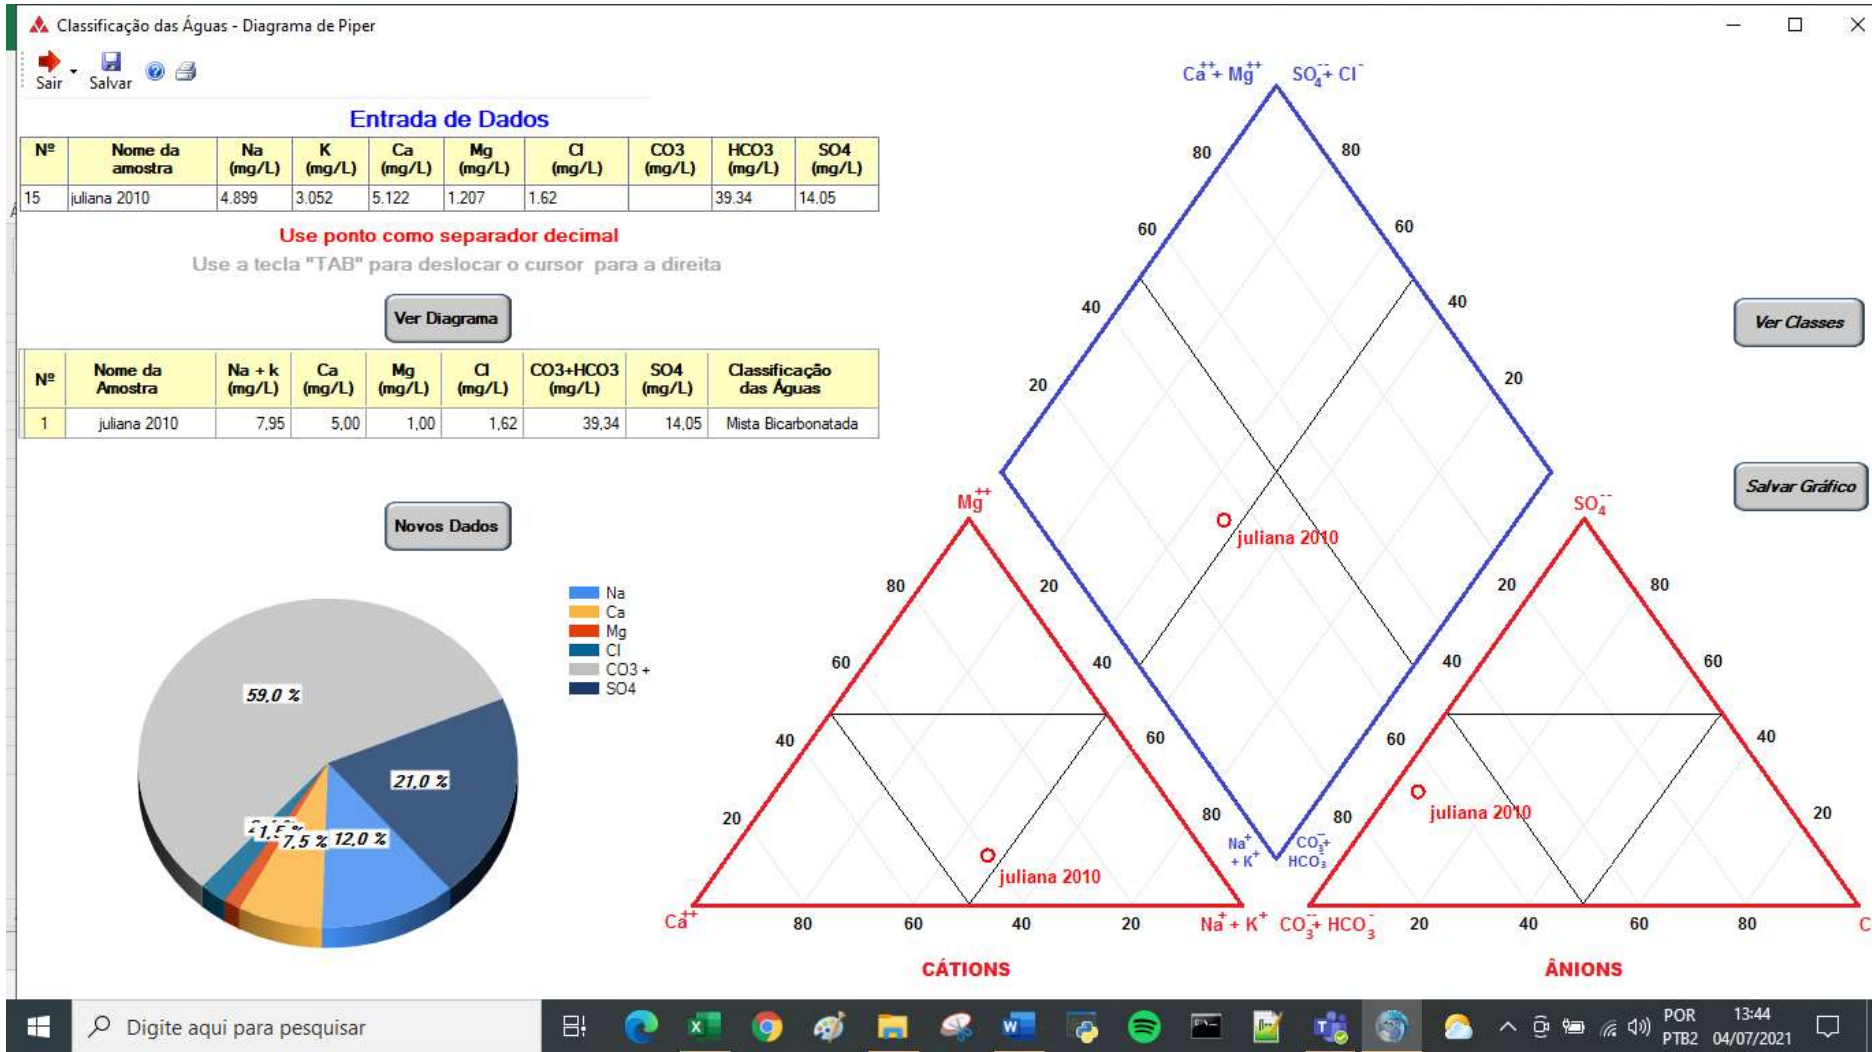 Classificação das Águas - Diagrama de Piper
Sair Salvar
Entrada de Dados
Nº Nome da amostra Na (mg/L) K (mg/L) Ca (mg/L) Mg (mg/L) Cl (mg/L) CO3 (mg/L) HCO3 (mg/L) SO4 (mg/L)
15 juliana 2010 4.899 3.052 5.122 1.207 1.62 39.34 14.05
Use ponto como separador decimal
Use a tecla "TAB" para deslocar o cursor para a direita
Ver Diagrama
Nº Nome da Amostra Na + k (mg/L) Ca (mg/L) Mg (mg/L) Cl (mg/L) CO3+HCO3 (mg/L) SO4 (mg/L) Classificação das Águas
1 juliana 2010 7,95 5,00 1,00 1,62 39,34 14,05 Mista Bicarbonatada
Novos Dados
Na
Ca
Mg
Cl
CO3 +
SO4
59,0 %
21,0 %
1,5 %
7,5 %
12,0 %
Ca++ + Mg++ SO4-- + Cl-
80 80
60 60
40 40
20 20
juliana 2010
Na+ + K+ CO3-- + HCO3-
Ver Classes
Salvar Gráfico
Mg++
80 20
60 40
40 60
20 80
juliana 2010
Ca++ Na+ + K+
80 60 40 20
CÁTIONS
SO4--
20 80
40 60
60 40
80 20
juliana 2010
CO3-- + HCO3- C
20 40 60 80
ÂNIONS
Digite aqui para pesquisar
POR
PTB2
13:44
04/07/2021